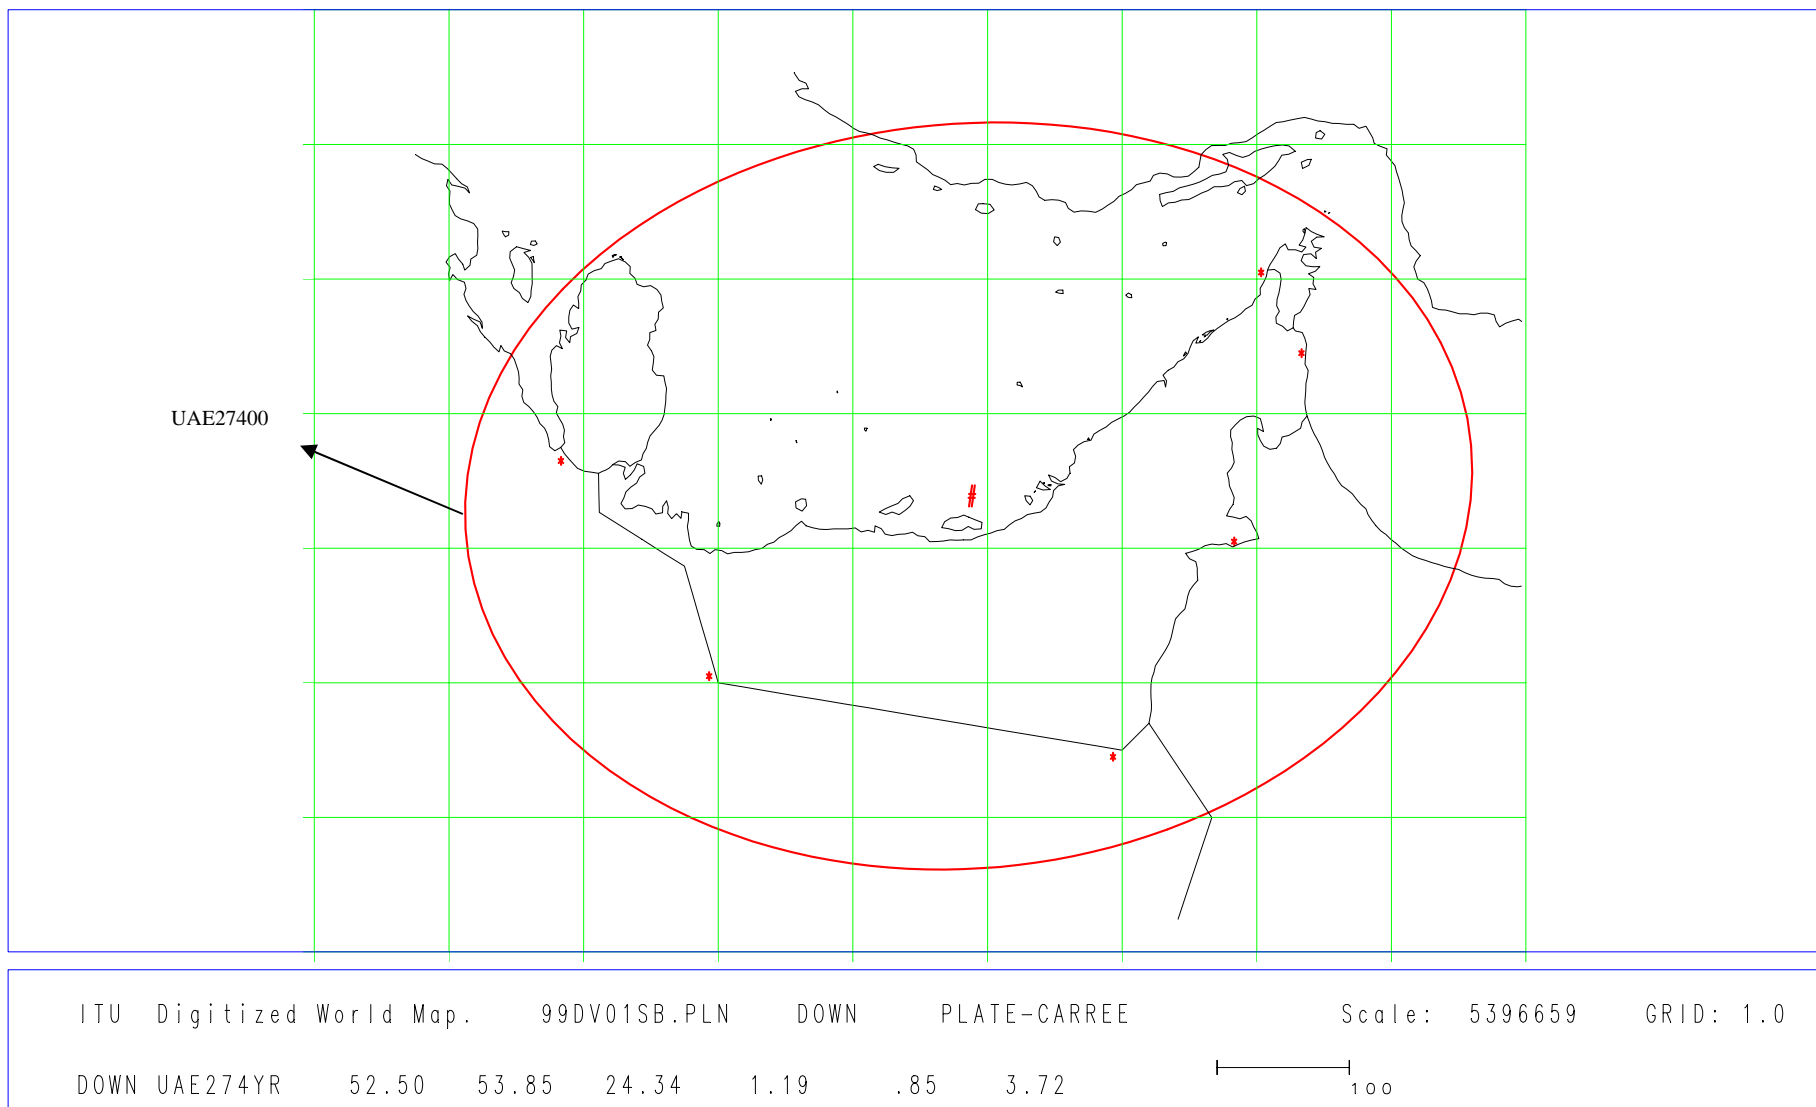 UAE27400
ITU Digitized World Map. 99DV01SB.PLN DOWN PLATE-CARREE Scale: 5396659 GRID: 1.0
DOWN UAE274YR 52.50 53.85 24.34 1.19 .85 3.72 100